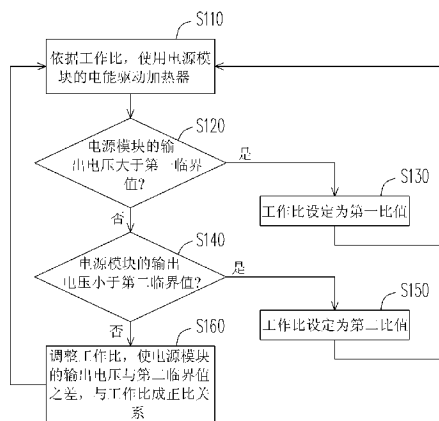 S110
依据工作比，使用电源模
块的电能驱动加热器
S120
电源模块的输
出电压大于第一临界
值？
是
S130
工作比设定为第一比值
否
S140
电源模块的输出
电压小于第二临界值？
是
S150
工作比设定为第二比值
否
S160
调整工作比，使电源模块
的输出电压与第二临界值
之差，与工作比成正比关
系